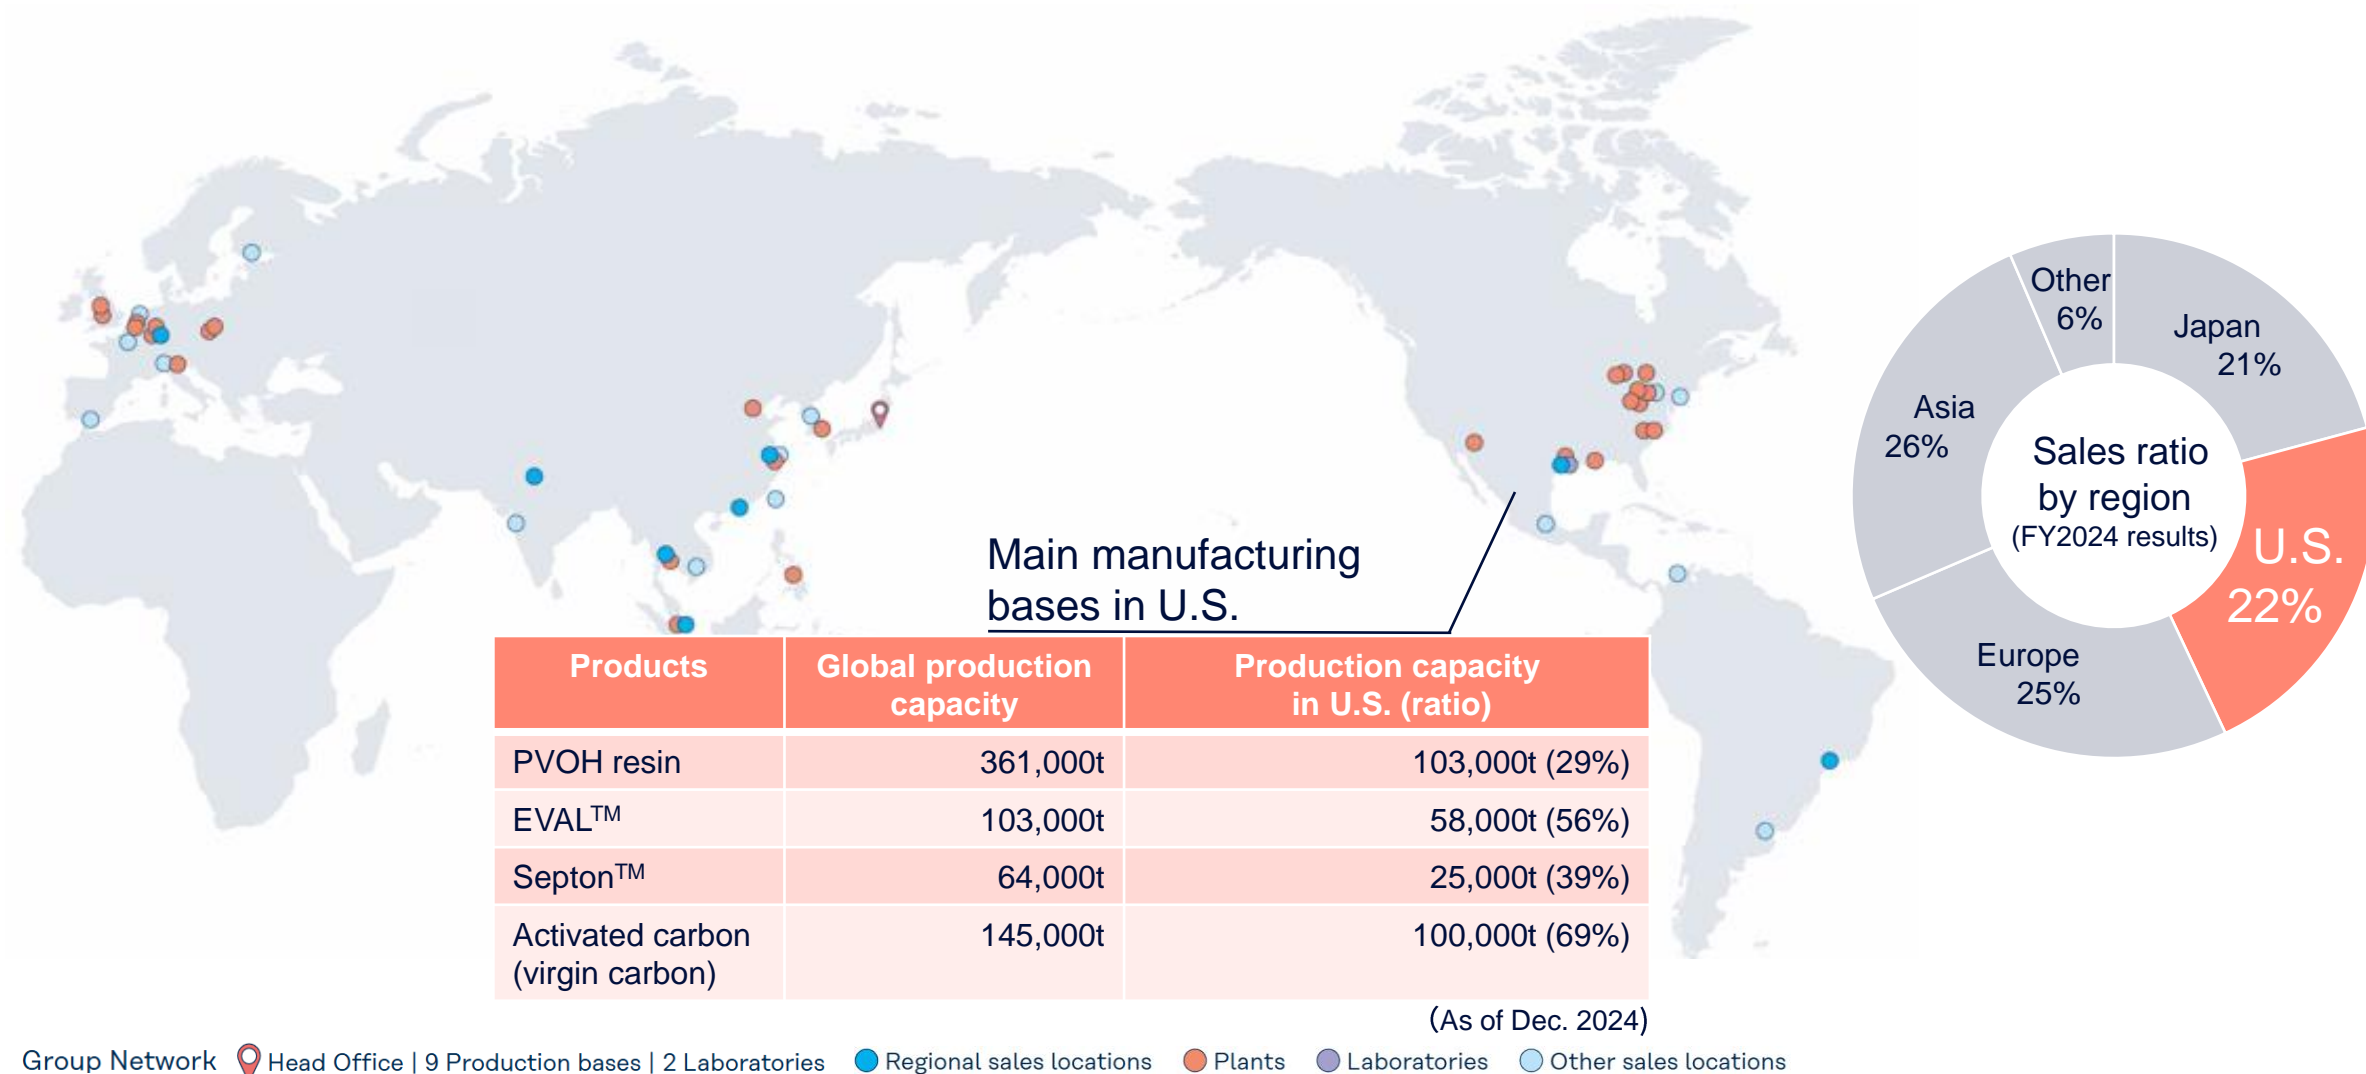 Other
6%
Japan
21%
Asia
26%
Sales ratio
by region
(FY2024 results)
U.S.
22%
Europe
25%
Main manufacturing
bases in U.S.
Products
Global production
capacity
Production capacity
in U.S. (ratio)
PVOH resin 361,000t 103,000t (29%)
EVAL™ 103,000t 58,000t (56%)
Septon™ 64,000t 25,000t (39%)
Activated carbon 145,000t 100,000t (69%)
(virgin carbon)
(As of Dec. 2024)
Group Network Head Office | 9 Production bases | 2 Laboratories Regional sales locations Plants Laboratories Other sales locations